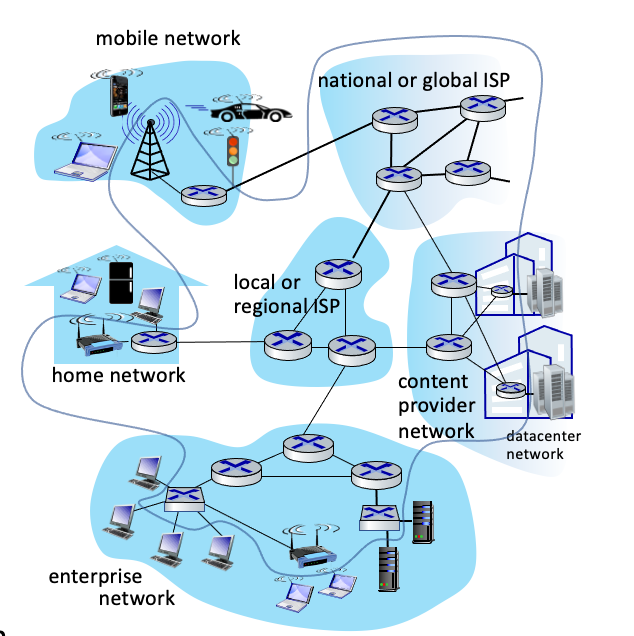 mobile network
national or global ISP
local or
regional ISP
home network
content
provider
network
datacenter
network
enterprise
network